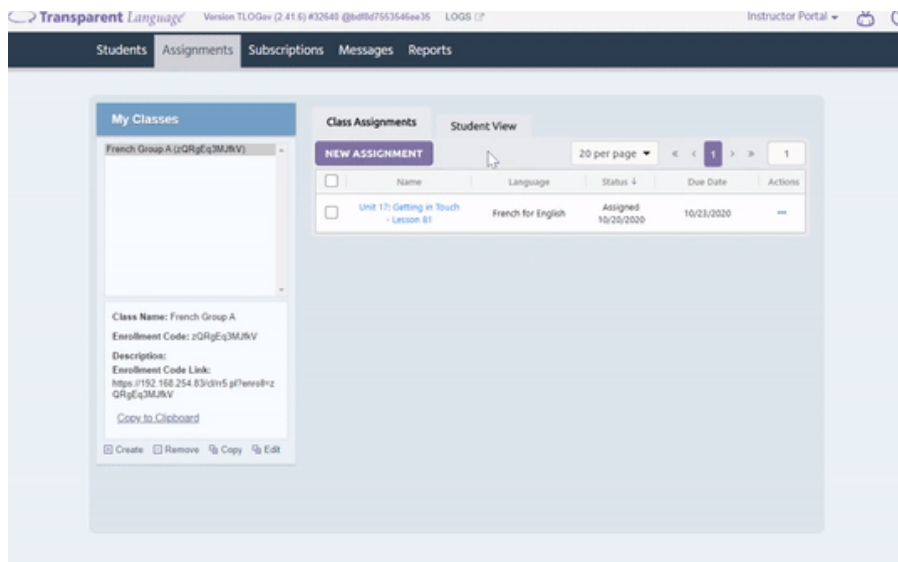 Transparent Language Version TLOGov (2.41.6) #32640 @bdf8d7553546ee35 LOGS Instructor Portal
Students Assignments Subscriptions Messages Reports
My Classes
French Group A (zQRgEq3MJfkV)
Class Name: French Group A
Enrollment Code: zQRgEq3MJfkV
Description:
Enrollment Code Link:
https://192.168.254.83/dl/rr5.pl?enroll=z
QRgEq3MJfkV
Copy to Clipboard
Create Remove Copy Edit
Class Assignments Student View
NEW ASSIGNMENT 20 per page « < 1 > » 1
Name Language Status ↓ Due Date Actions
Unit 17: Getting in Touch
- Lesson 81
French for English
Assigned
10/20/2020
10/23/2020